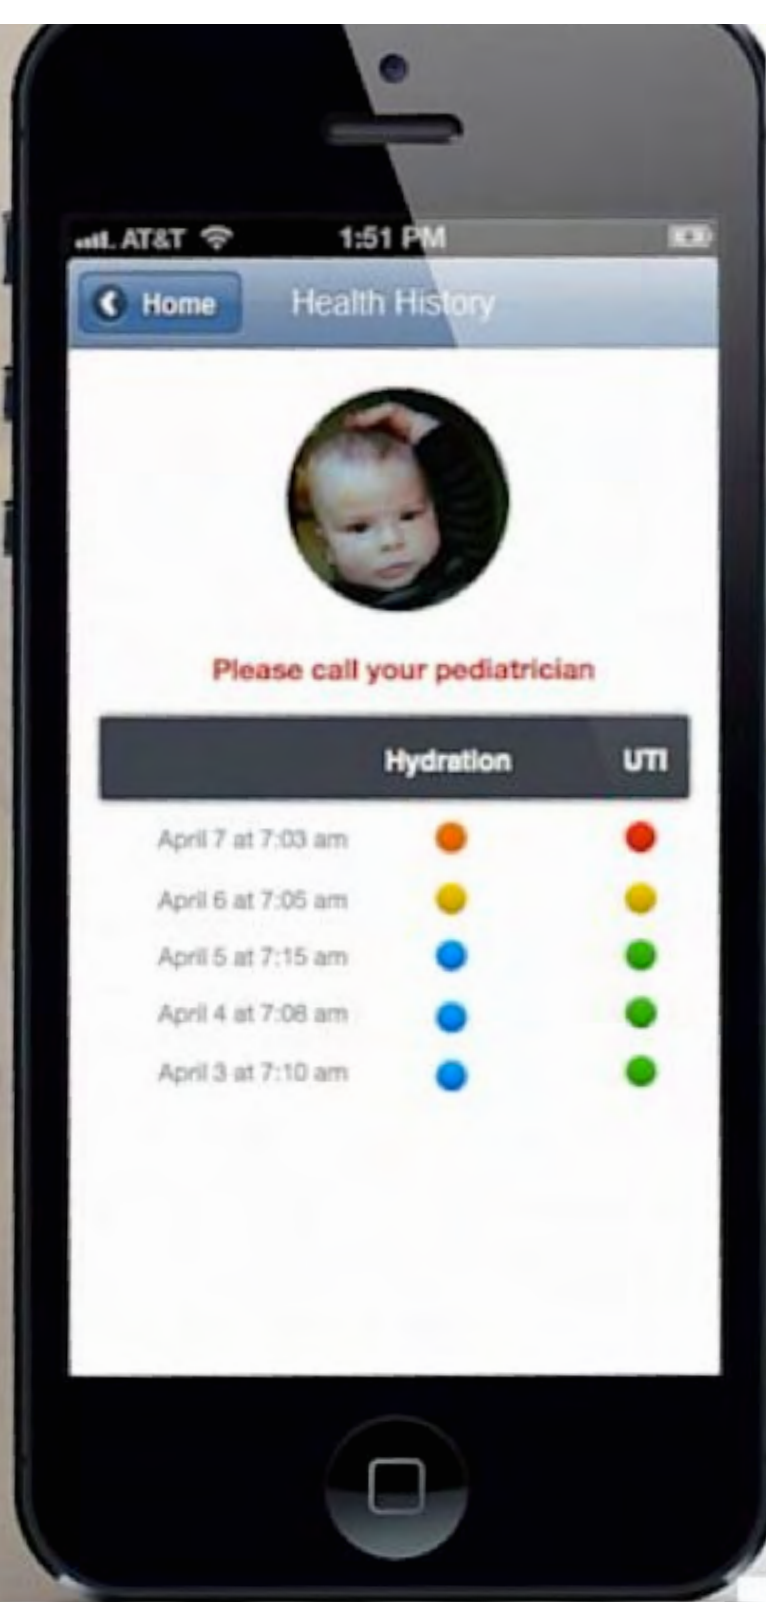 AT&T 1:51 PM
Home Health History
Please call your pediatrician
Hydration UTI
April 7 at 7:03 am
April 6 at 7:05 am
April 5 at 7:15 am
April 4 at 7:08 am
April 3 at 7:10 am